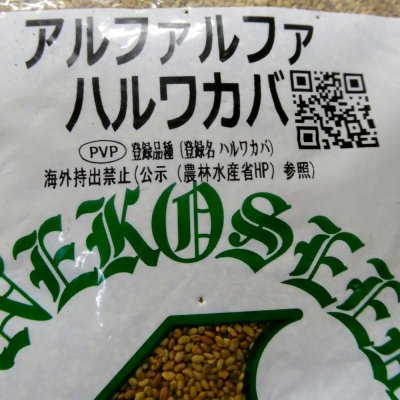 アルファルファ
ハルワカバ
PVP 登録品種（登録名 ハルワカバ）
海外持出禁止（公示（農林水産省HP）参照）
NEKOSEE